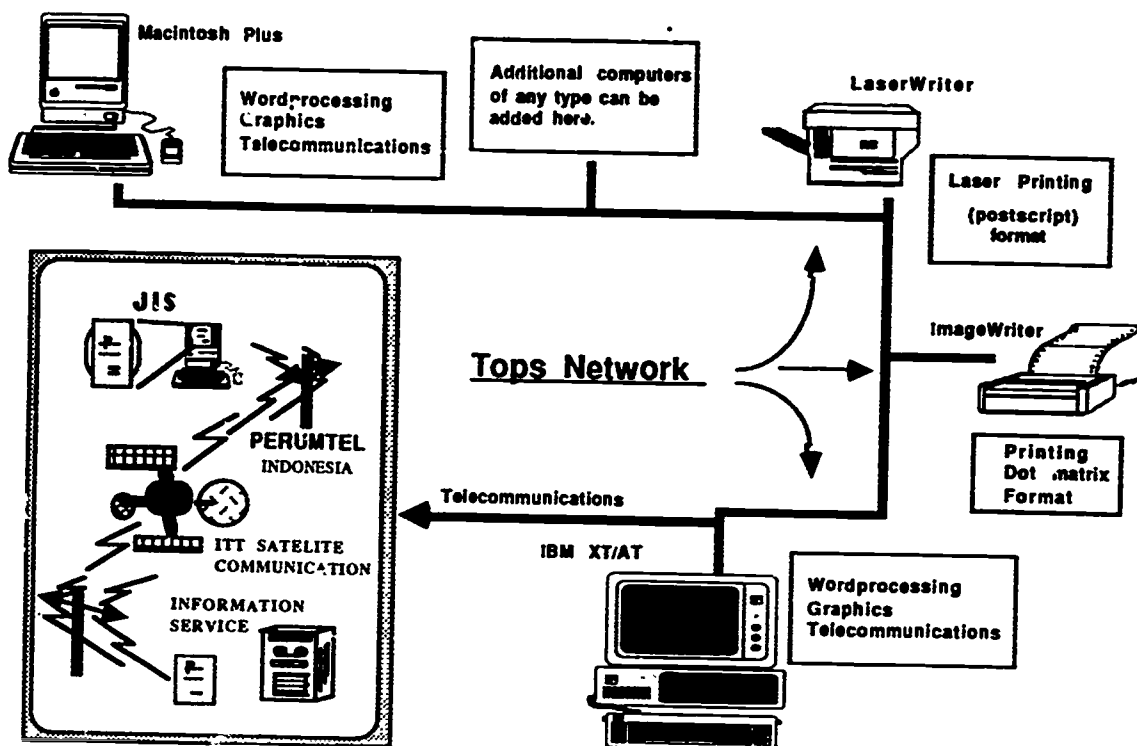 Macintosh Plus
Wordprocessing
Graphics
Telecommunications
Additional computers
of any type can be
added here.
LaserWriter
Laser Printing
(postscript)
format
JIS
Tops Network
ImageWriter
PERUMTEL
INDONESIA
Printing
Dot matrix
Format
Telecommunications
ITT SATELITE
COMMUNICATION
IBM XT/AT
INFORMATION
SERVICE
Wordprocessing
Graphics
Telecommunications